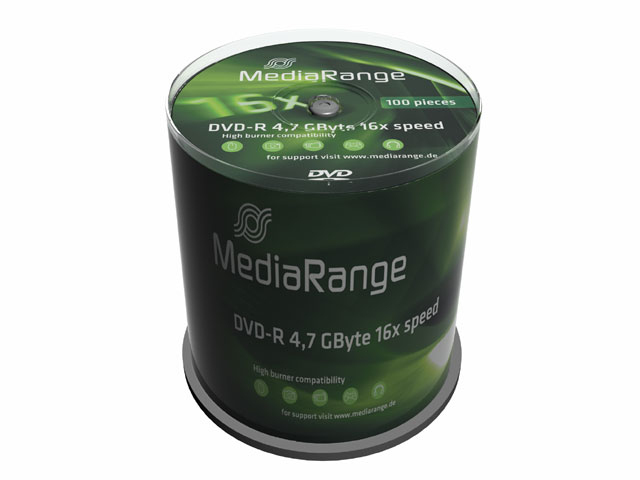 MediaRange
16x
100 pieces
DVD-R 4,7 GByte 16x speed
High burner compatibility
for support visit www.mediarange.de
DVD
MediaRange
DVD-R 4,7 GByte 16x speed
High burner compatibility
for support visit www.mediarange.de